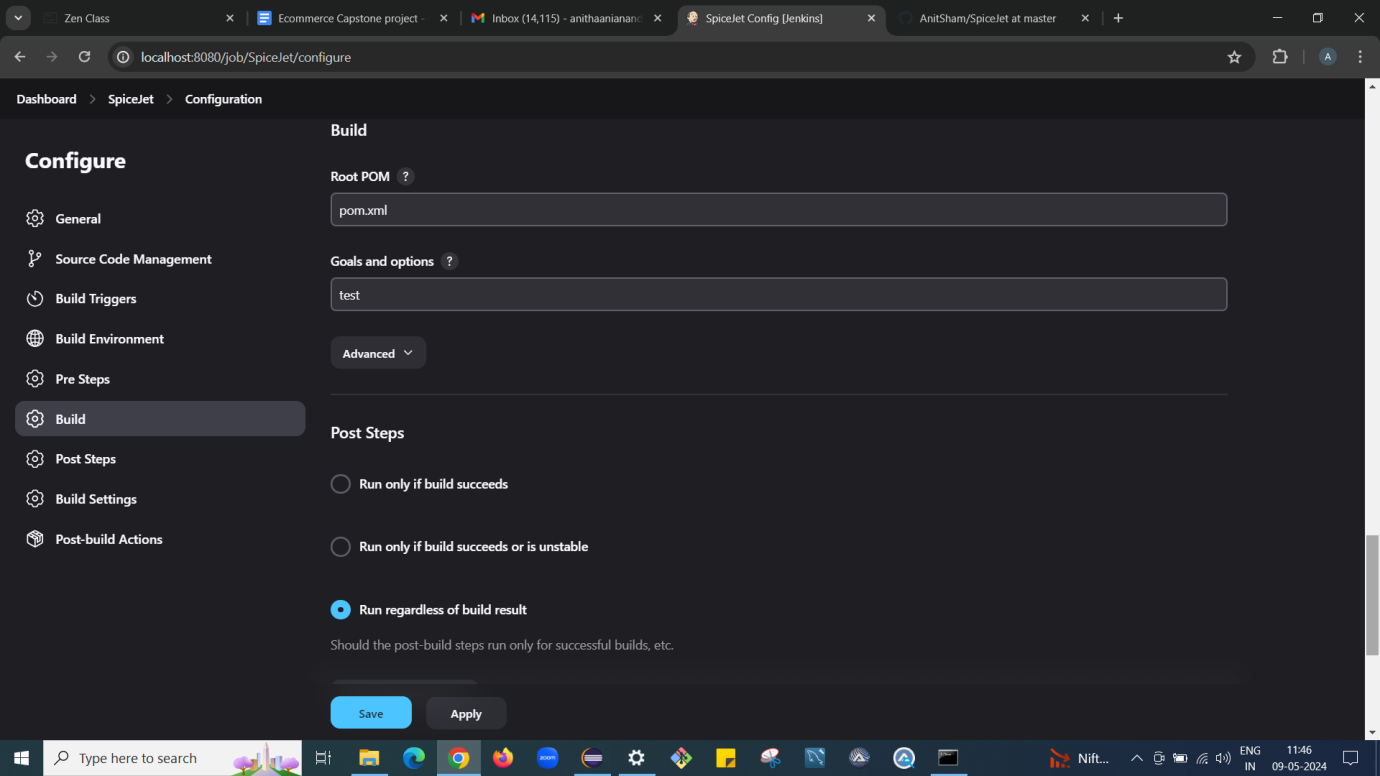 Zen Class
Ecommerce Capstone project -
Inbox (14,115) - anithaanianand
SpiceJet Config [Jenkins]
AnitSham/SpiceJet at master
localhost:8080/job/SpiceJet/configure
A
Dashboard
SpiceJet
Configuration
Configure
General
Source Code Management
Build Triggers
Build Environment
Pre Steps
Build
Post Steps
Build Settings
Post-build Actions
Build
Root POM ?
pom.xml
Goals and options ?
test
Advanced
Post Steps
Run only if build succeeds
Run only if build succeeds or is unstable
Run regardless of build result
Should the post-build steps run only for successful builds, etc.
Save
Apply
Type here to search
zoom
Nift...
ENG
IN
11:46
09-05-2024